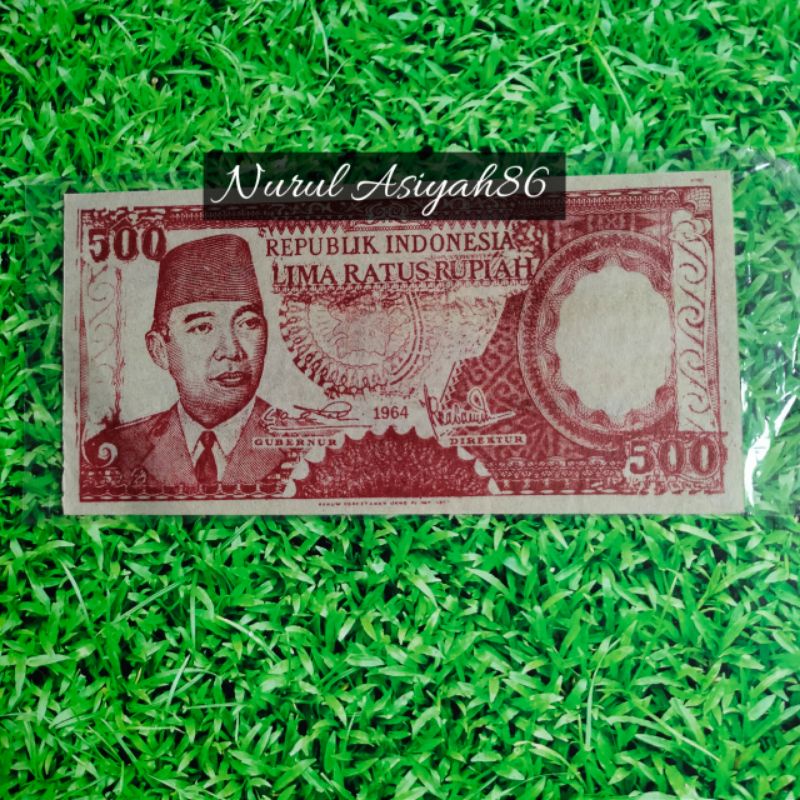 Nurul Asiyah86
500
REPUBLIK INDONESIA
LIMA RATUS RUPIAH
1964
GUBERNUR
DIREKTUR
500